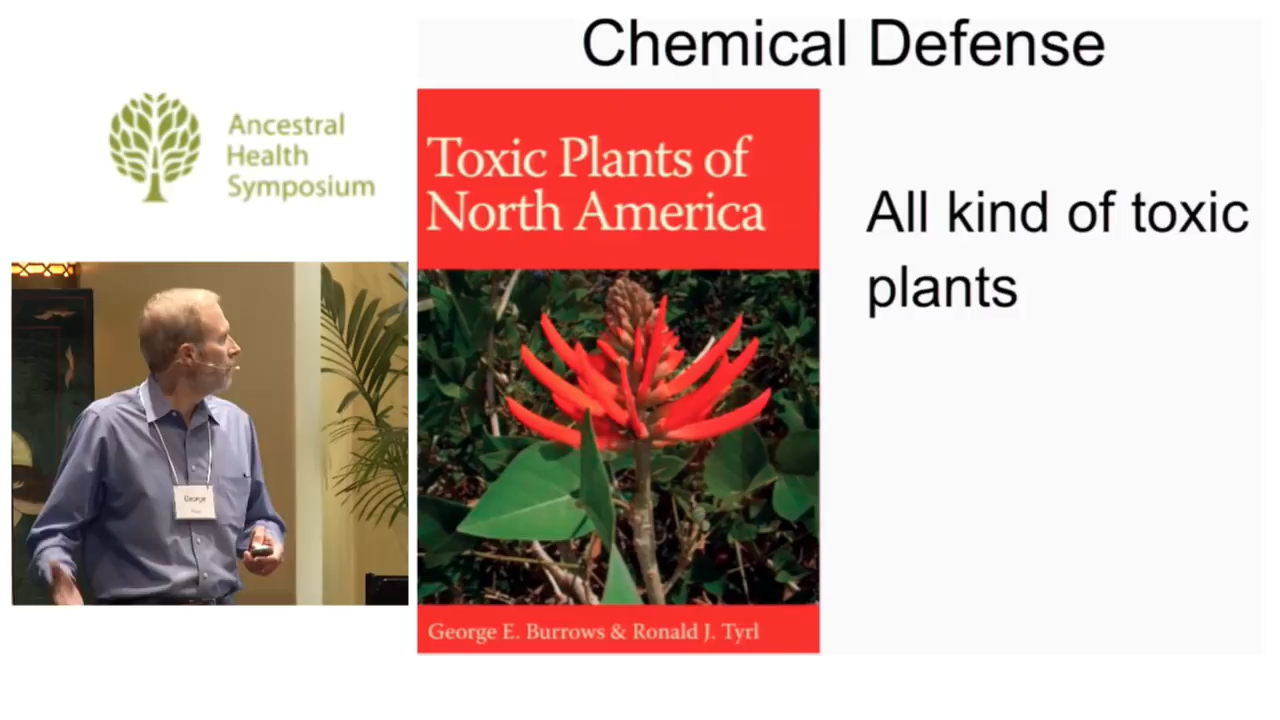 Chemical Defense
Ancestral
Health
Symposium
Toxic Plants of
North America
All kind of toxic
plants
George
George E. Burrows & Ronald J. Tyrl